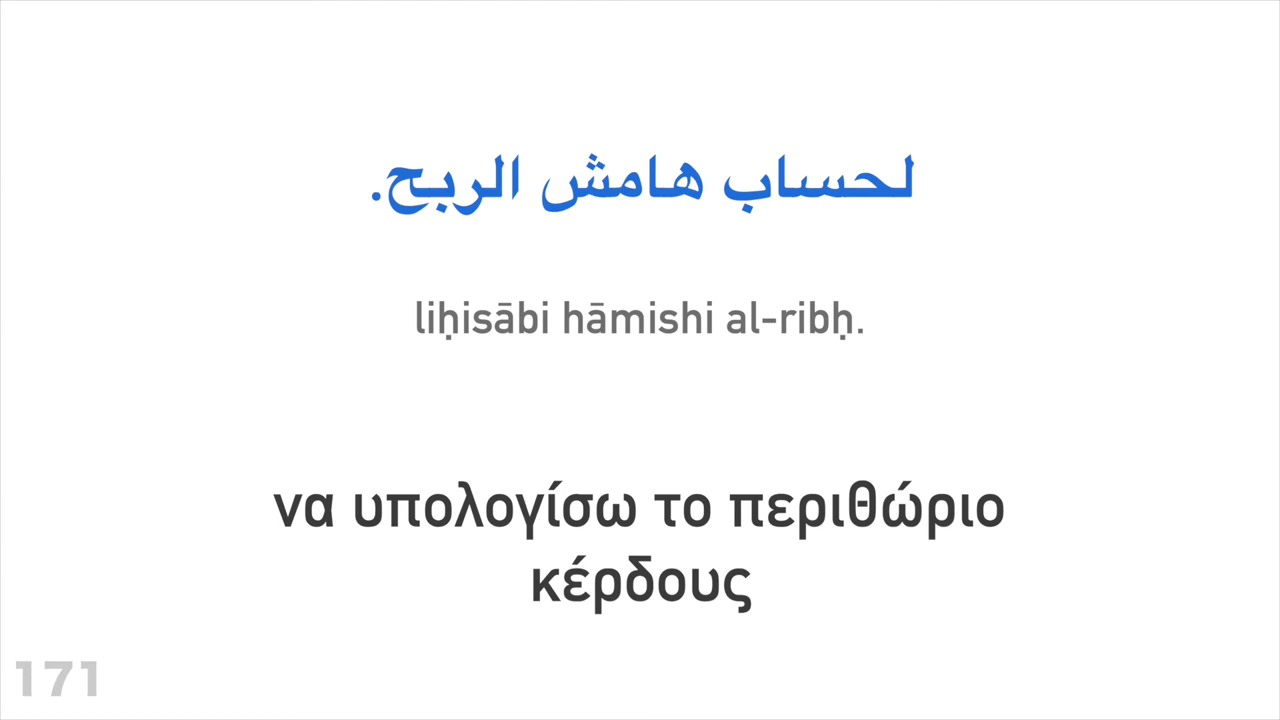 لحساب هامش الربح.
liḥisābi hāmishi al-ribḥ.
να υπολογίσω το περιθώριο
κέρδους
171